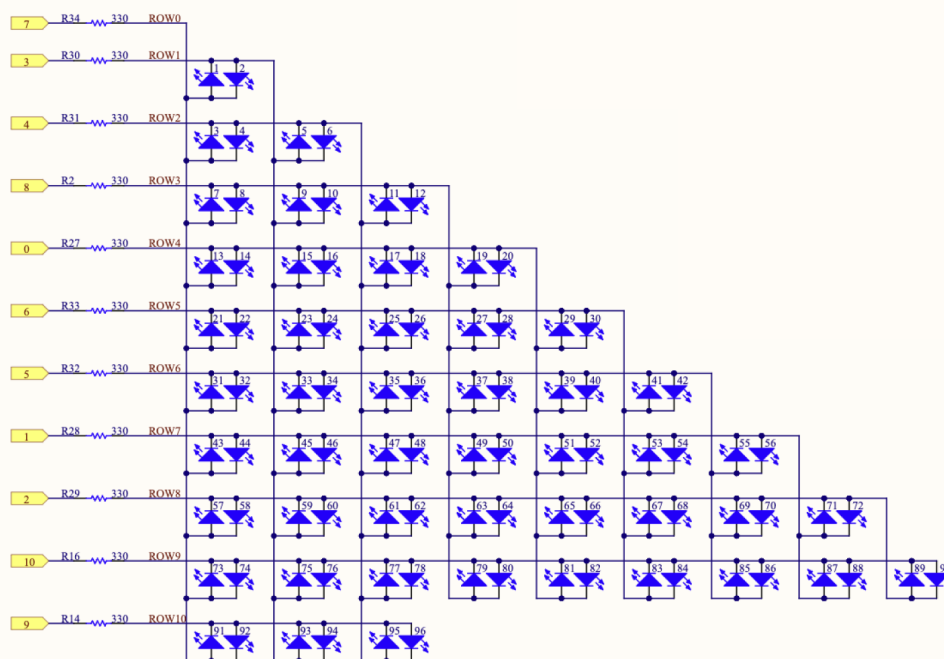 7 R34 330 ROW0
3 R30 330 ROW1
1 2
4 R31 330 ROW2
3 4 5 6
8 R2 330 ROW3
7 8 9 10 11 12
0 R27 330 ROW4
13 14 15 16 17 18 19 20
6 R33 330 ROW5
21 22 23 24 25 26 27 28 29 30
5 R32 330 ROW6
31 32 33 34 35 36 37 38 39 40 41 42
1 R28 330 ROW7
43 44 45 46 47 48 49 50 51 52 53 54 55 56
2 R29 330 ROW8
57 58 59 60 61 62 63 64 65 66 67 68 69 70 71 72
10 R16 330 ROW9
73 74 75 76 77 78 79 80 81 82 83 84 85 86 87 88 89
9 R14 330 ROW10
91 92 93 94 95 96